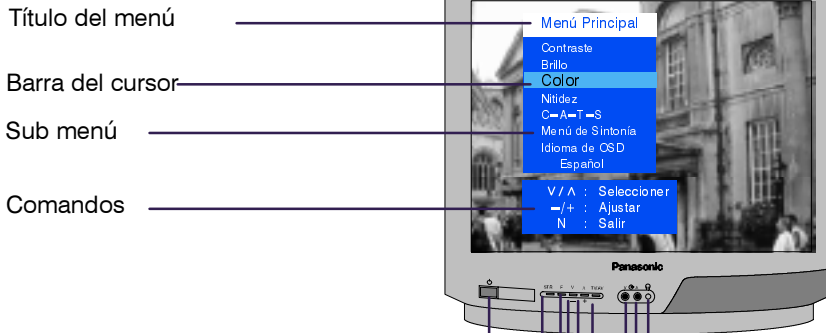 Título del menú
Barra del cursor
Sub menú
Comandos
Menú Principal
Contraste
Brillo
Color
Nitidez
C–A–T–S
Menú de Sintonía
Idioma de OSD
Español
∨ / ∧ : Seleccioner
–/+ : Ajustar
N : Salir
Panasonic
F V
– +